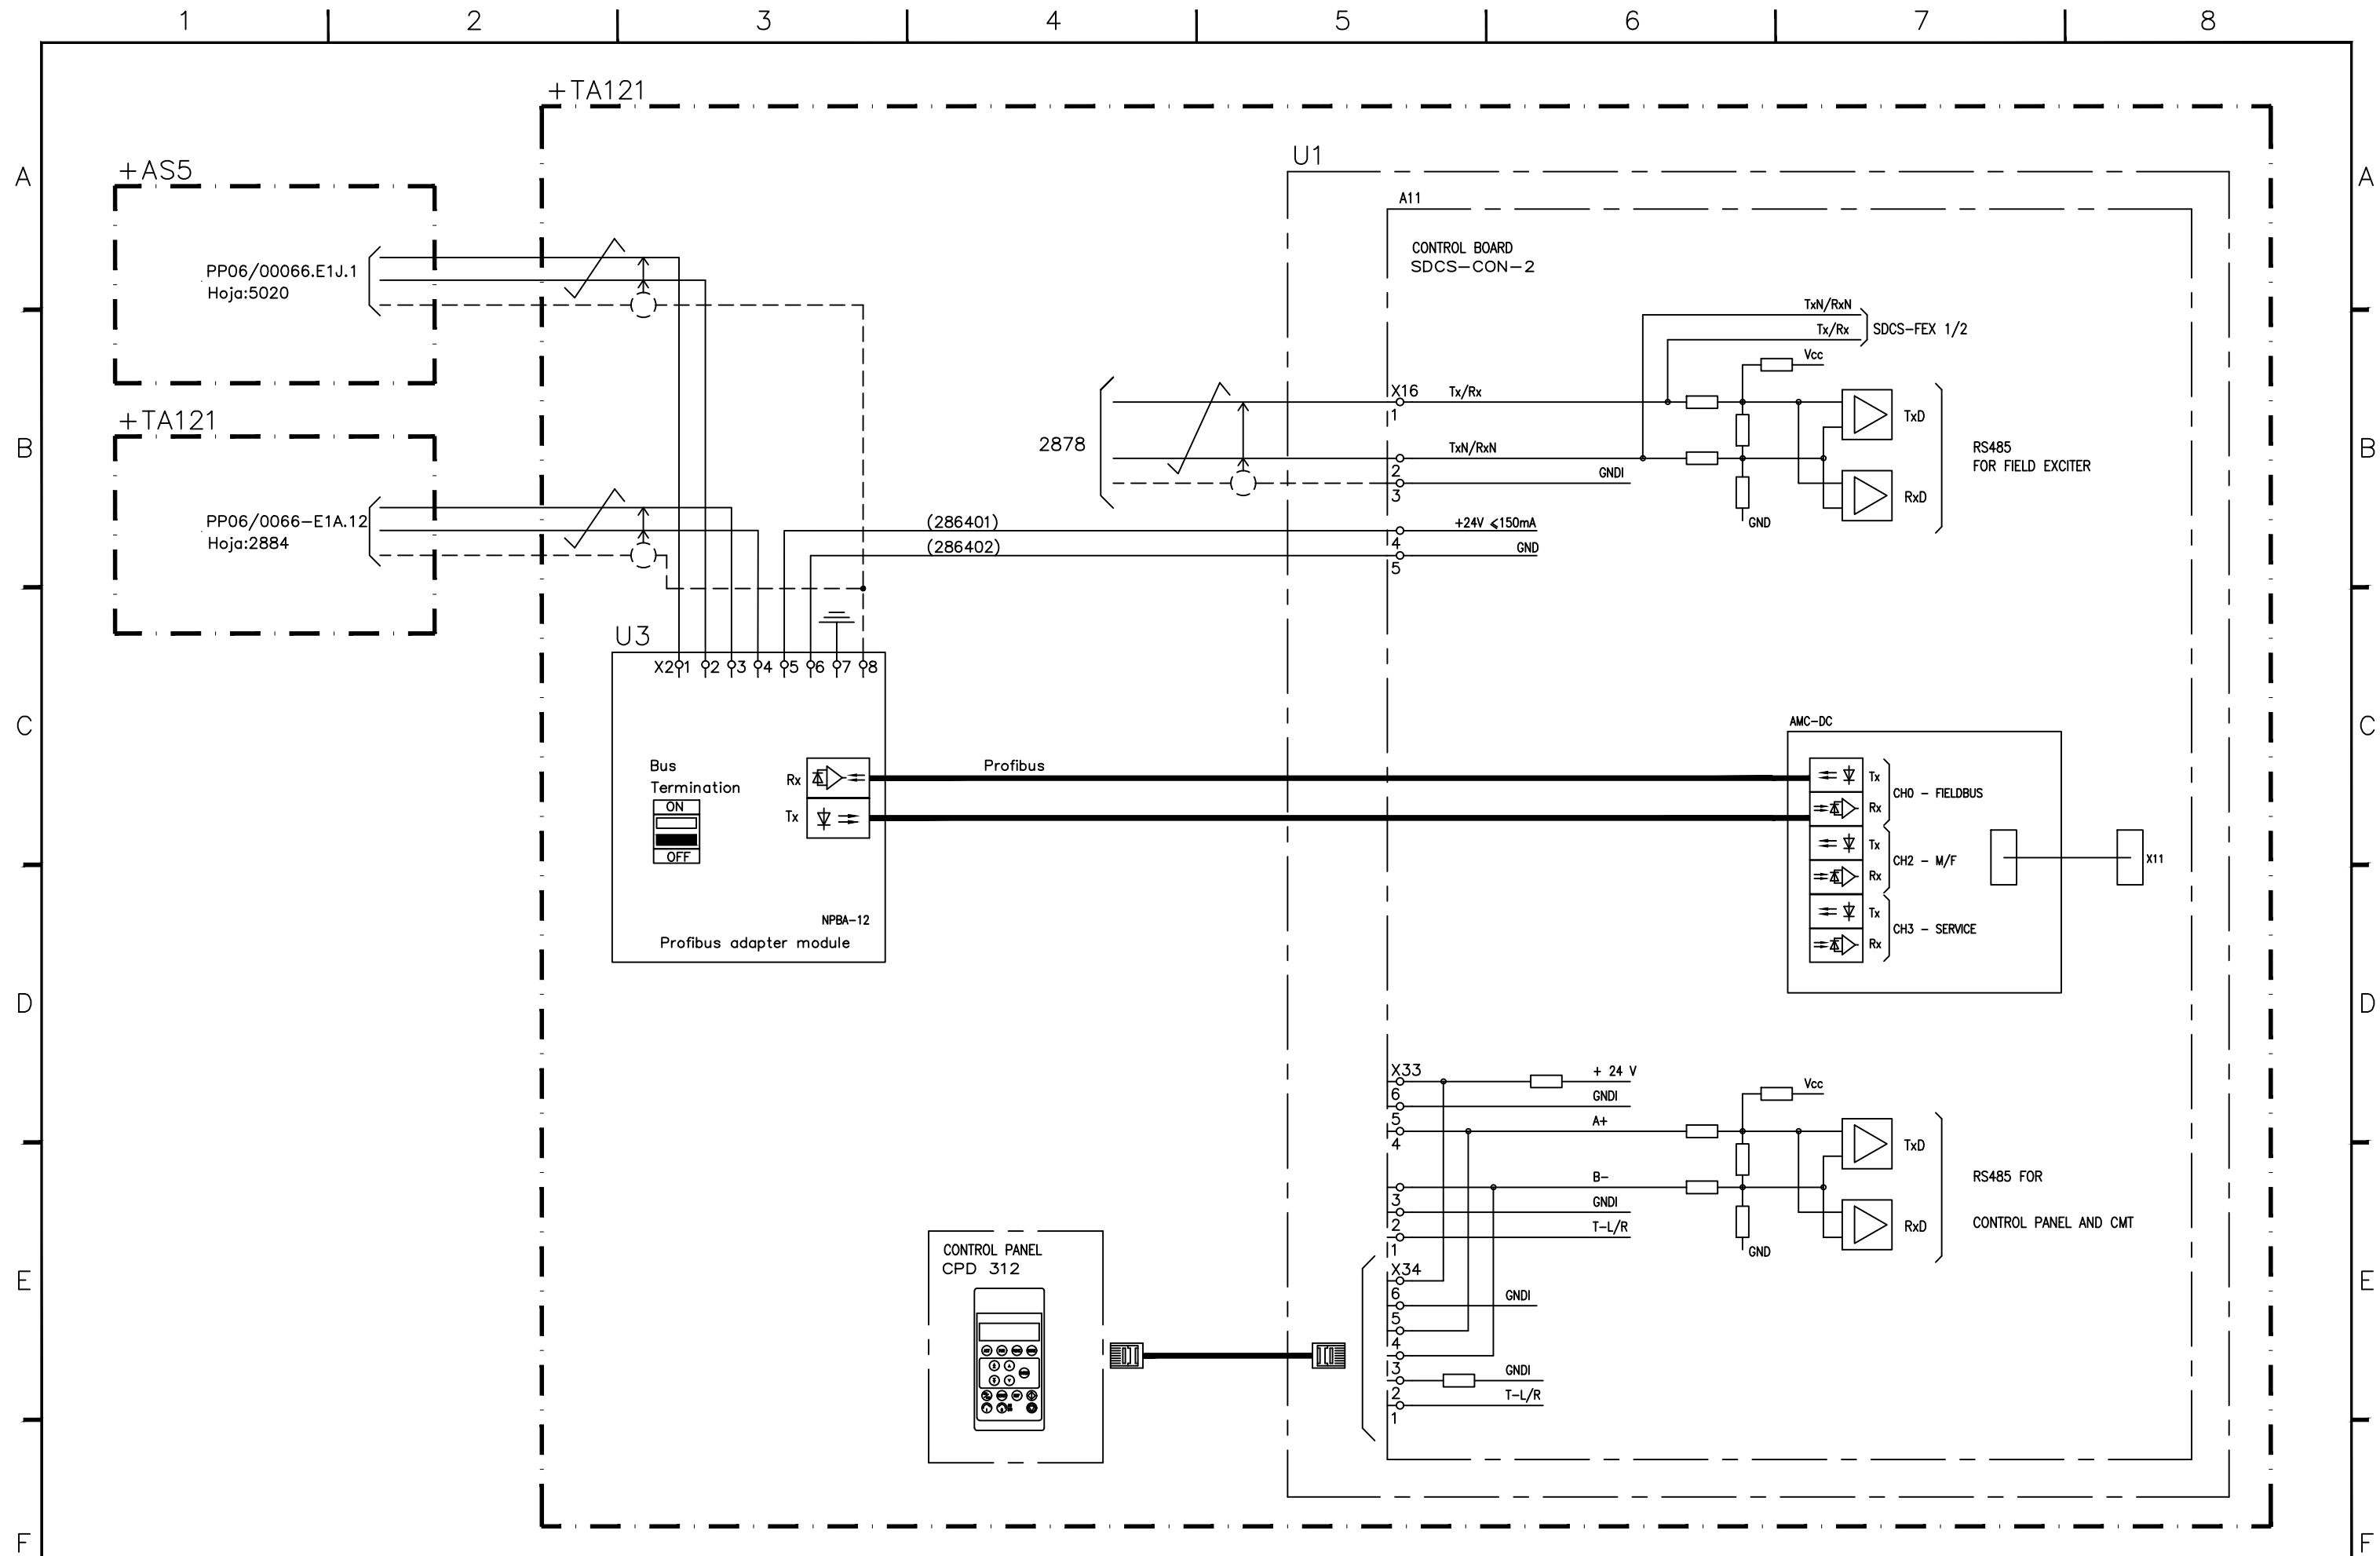 1 2 3 4 5 6 7 8
+TA121
+AS5
U1
A A
A11
CONTROL BOARD
SDCS-CON-2
PP06/00066.E1J.1
Hoja:5020
TxN/RxN
Tx/Rx
SDCS-FEX 1/2
Vcc
X16
Tx/Rx
1
TxD
+TA121
B B
2878
TxN/RxN
2
GNDI
3
RS485
FOR FIELD EXCITER
RxD
GND
PP06/0066-E1A.12
Hoja:2884
(286401)
+24V ≤150mA
4
(286402)
GND
5
U3
X2 1 2 3 4 5 6 7 8
C C
AMC-DC
Bus
Termination
ON
OFF
Rx
Tx
Profibus
Tx
Rx
CH0 - FIELDBUS
Tx
Rx
CH2 - M/F
X11
Tx
Rx
CH3 - SERVICE
NPBA-12
Profibus adapter module
D D
X33
+ 24 V
6
GNDI
5
A+
4
Vcc
TxD
B-
3
GNDI
2
T-L/R
1
RS485 FOR
CONTROL PANEL AND CMT
RxD
GND
CONTROL PANEL
CPD 312
E E
X34
6
GNDI
5
4
3
GNDI
2
T-L/R
1
F F